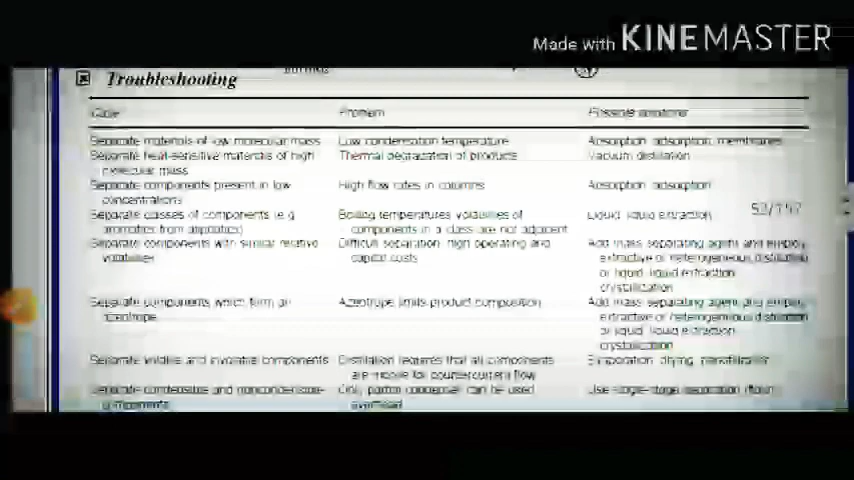 Made with KINEMASTER
Troubleshooting
Case Problem Possible solutions
Separate materials of low molecular mass Low condensation temperature Absorption, adsorption, membranes
Separate heat-sensitive materials of high Thermal degradation of products Vacuum distillation
molecular mass
Separate components present in low High flow rates in columns Absorption, adsorption
concentrations
Separate classes of components (e.g. Boiling temperatures volatilities of Liquid liquid extraction 53/157
aromatics from aliphatics) components in a class are not adjacent
Separate components with similar relative Difficult separation, high operating and Add mass separating agent and employ
volatilities capital costs extractive or heterogeneous distillation
or liquid liquid extraction
crystallization
Separate components which form an Azeotrope limits product composition Add mass separating agent and employ
azeotrope extractive or heterogeneous distillation
or liquid liquid extraction
crystallization
Separate volatile and involatile components Distillation requires that all components Evaporation, drying,
are mobile for countercurrent flow
Separate condensible and noncondensible Only partial condenser can be used Use single-stage separation (flash)
components overhead